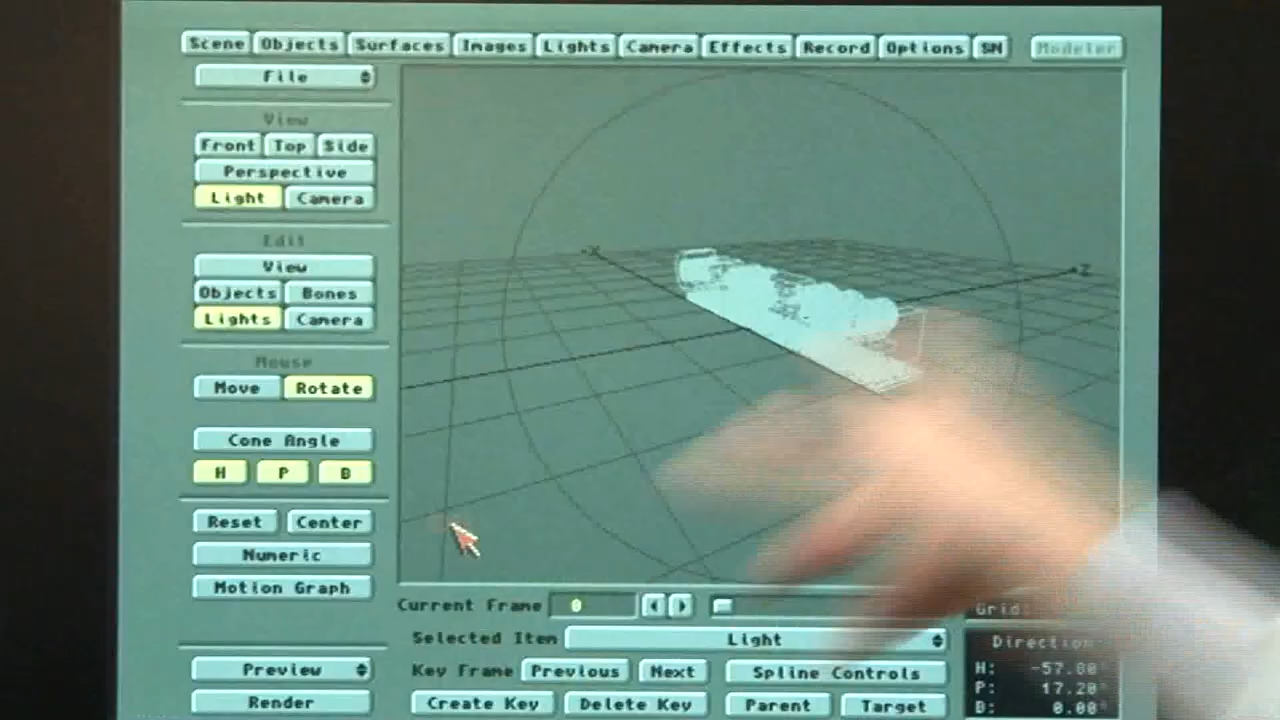 Scene Objects Surfaces Images Lights Camera Effects Record Options SN Modeler
File
View
Front Top Side
Perspective
Light Camera
Edit
View
Objects Bones
Lights Camera
Mouse
Move Rotate
Cone Angle
H P B
Reset Center
Numeric
Motion Graph
Preview
Render
X
Z
Current Frame 0
Grid:
Selected Item Light
Key Frame Previous Next Spline Controls
Create Key Delete Key Parent Target
Direction
H: -57.80°
P: 17.20°
B: 0.00°